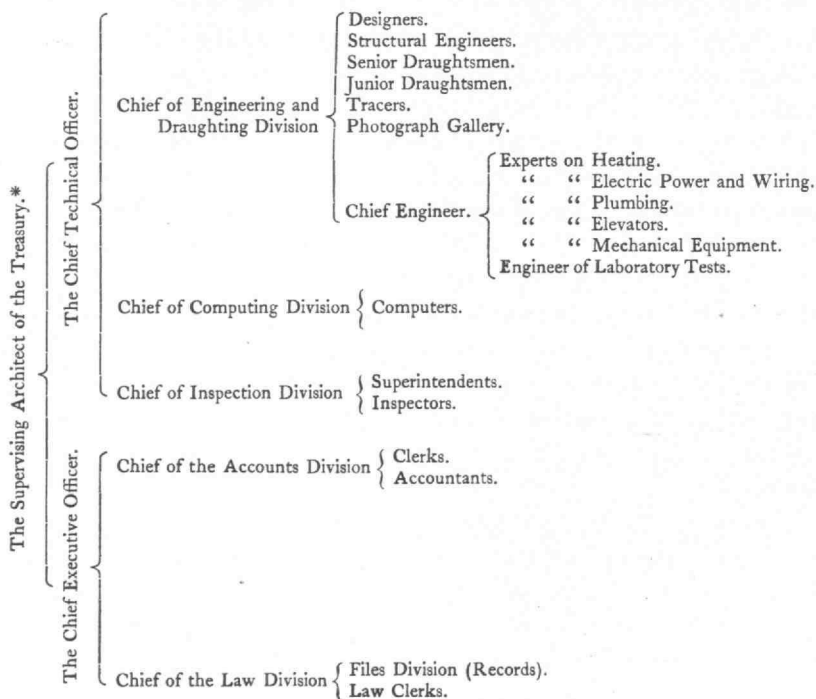 The Supervising Architect of the Treasury.*
The Chief Technical Officer.
Chief of Engineering and
Draughting Division
Designers.
Structural Engineers.
Senior Draughtsmen.
Junior Draughtsmen.
Tracers.
Photograph Gallery.
Chief Engineer.
Experts on Heating.
“ “ Electric Power and Wiring.
“ “ Plumbing.
“ “ Elevators.
“ “ Mechanical Equipment.
Engineer of Laboratory Tests.
Chief of Computing Division
Computers.
Chief of Inspection Division
Superintendents.
Inspectors.
The Chief Executive Officer.
Chief of the Accounts Division
Clerks.
Accountants.
Chief of the Law Division
Files Division (Records).
Law Clerks.